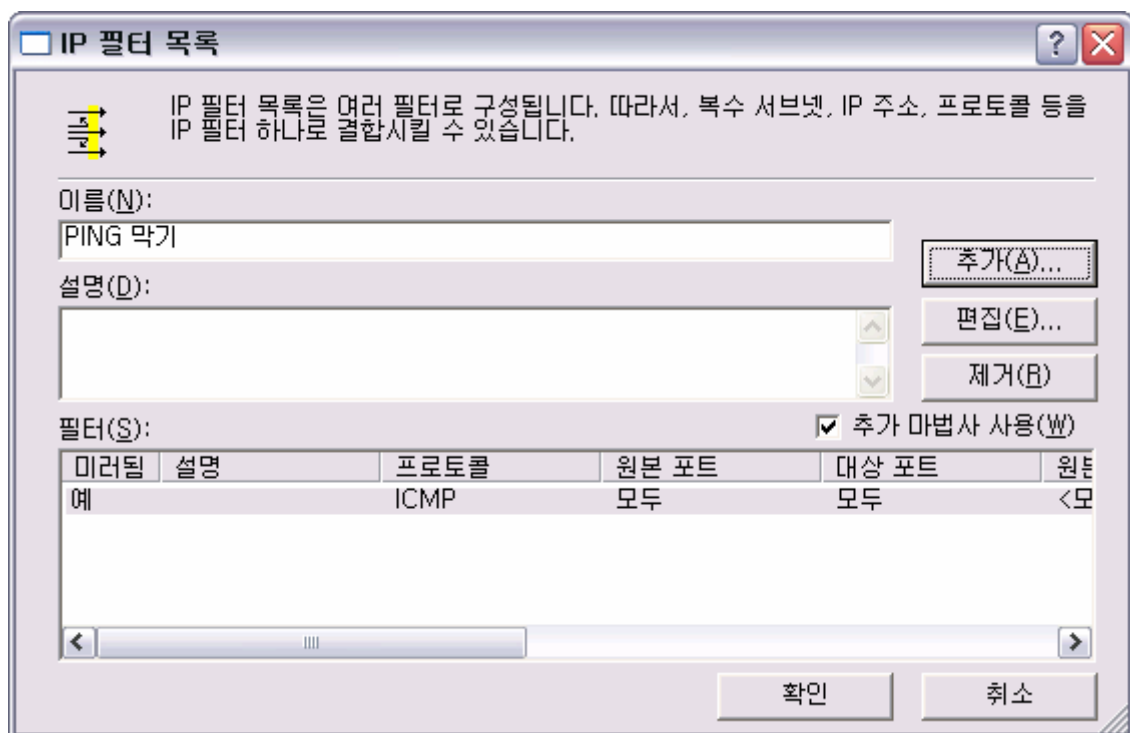 IP 필터 목록
IP 필터 목록은 여러 필터로 구성됩니다. 따라서, 복수 서브넷, IP 주소, 프로토콜 등을
IP 필터 하나로 결합시킬 수 있습니다.
이름(N):
PING 막기
추가(A)...
설명(D):
편집(E)...
제거(R)
필터(S):
추가 마법사 사용(W)
미러됨 설명 프로토콜 원본 포트 대상 포트 원본
예 ICMP 모두 모두 <모
확인 취소